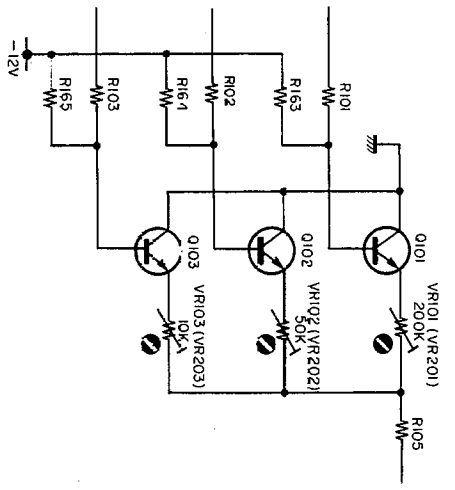 -12V
R165
R103
R164
R102
R163
R101
Q103
Q102
Q101
VR103 (VR203)
10K
VR102 (VR202)
50K
VR101 (VR201)
200K
R105